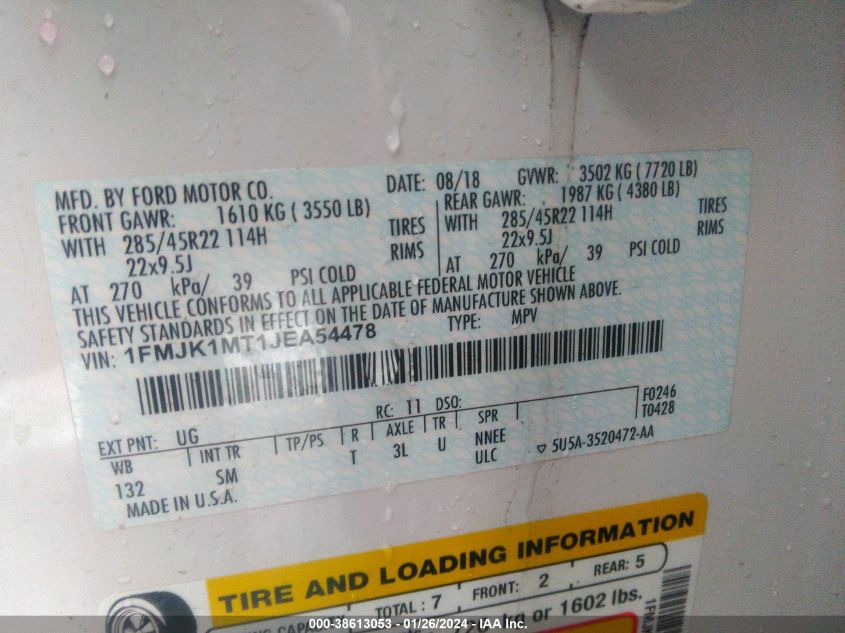 MFD. BY FORD MOTOR CO.
DATE: 08/18 GVWR: 3502 KG ( 7720 LB)
FRONT GAWR: 1610 KG ( 3550 LB)
WITH 285/45R22 114H TIRES
22x9.5J RIMS
AT 270 kPa/ 39 PSI COLD
REAR GAWR: 1987 KG ( 4380 LB)
WITH 285/45R22 114H TIRES
22x9.5J RIMS
AT 270 kPa/ 39 PSI COLD
THIS VEHICLE CONFORMS TO ALL APPLICABLE FEDERAL MOTOR VEHICLE
SAFETY STANDARDS IN EFFECT ON THE DATE OF MANUFACTURE SHOWN ABOVE.
VIN: 1FMJK1MT1JEA54478 TYPE: MPV
F0246
T0428
EXT PNT: UG RC: 11 DSO:
WB INT TR TP/PS R AXLE TR SPR
132 SM T 3L U NNEE
ULC
5U5A-3520472-AA
MADE IN U.S.A.
TIRE AND LOADING INFORMATION
TOTAL : 7 FRONT: 2 REAR: 5
or 1602 lbs.
000-38613053 - 01/26/2024 - IAA Inc.